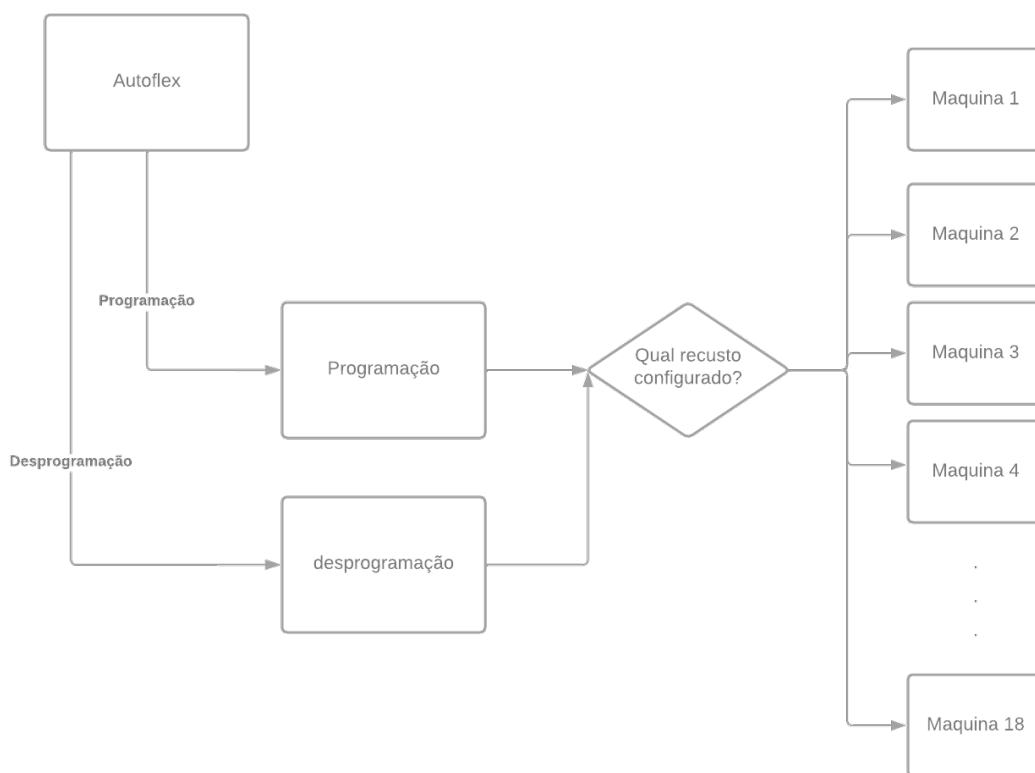 Autoflex
Maquina 1
Maquina 2
Programação
Programação
Qual recusto
configurado?
Maquina 3
Desprogramação
Maquina 4
desprogramação
.
.
.
Maquina 18